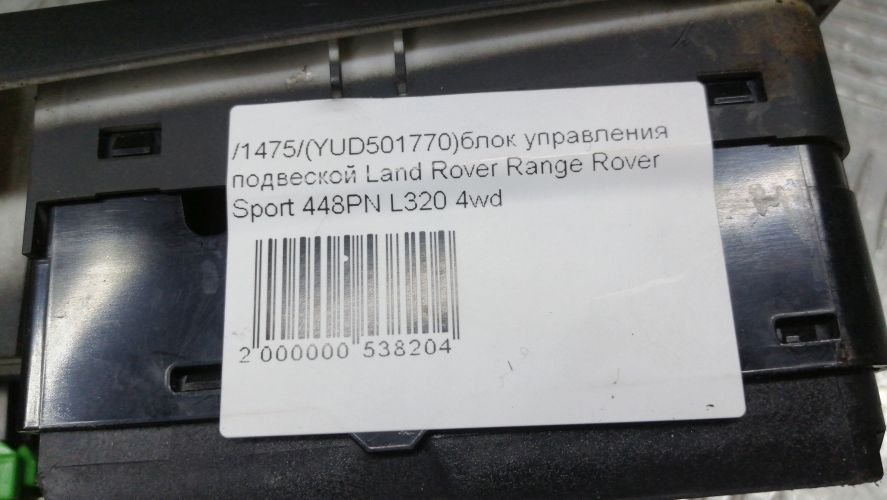 /1475/(YUD501770)блок управления
подвеской Land Rover Range Rover
Sport 448PN L320 4wd
2 000000 538204